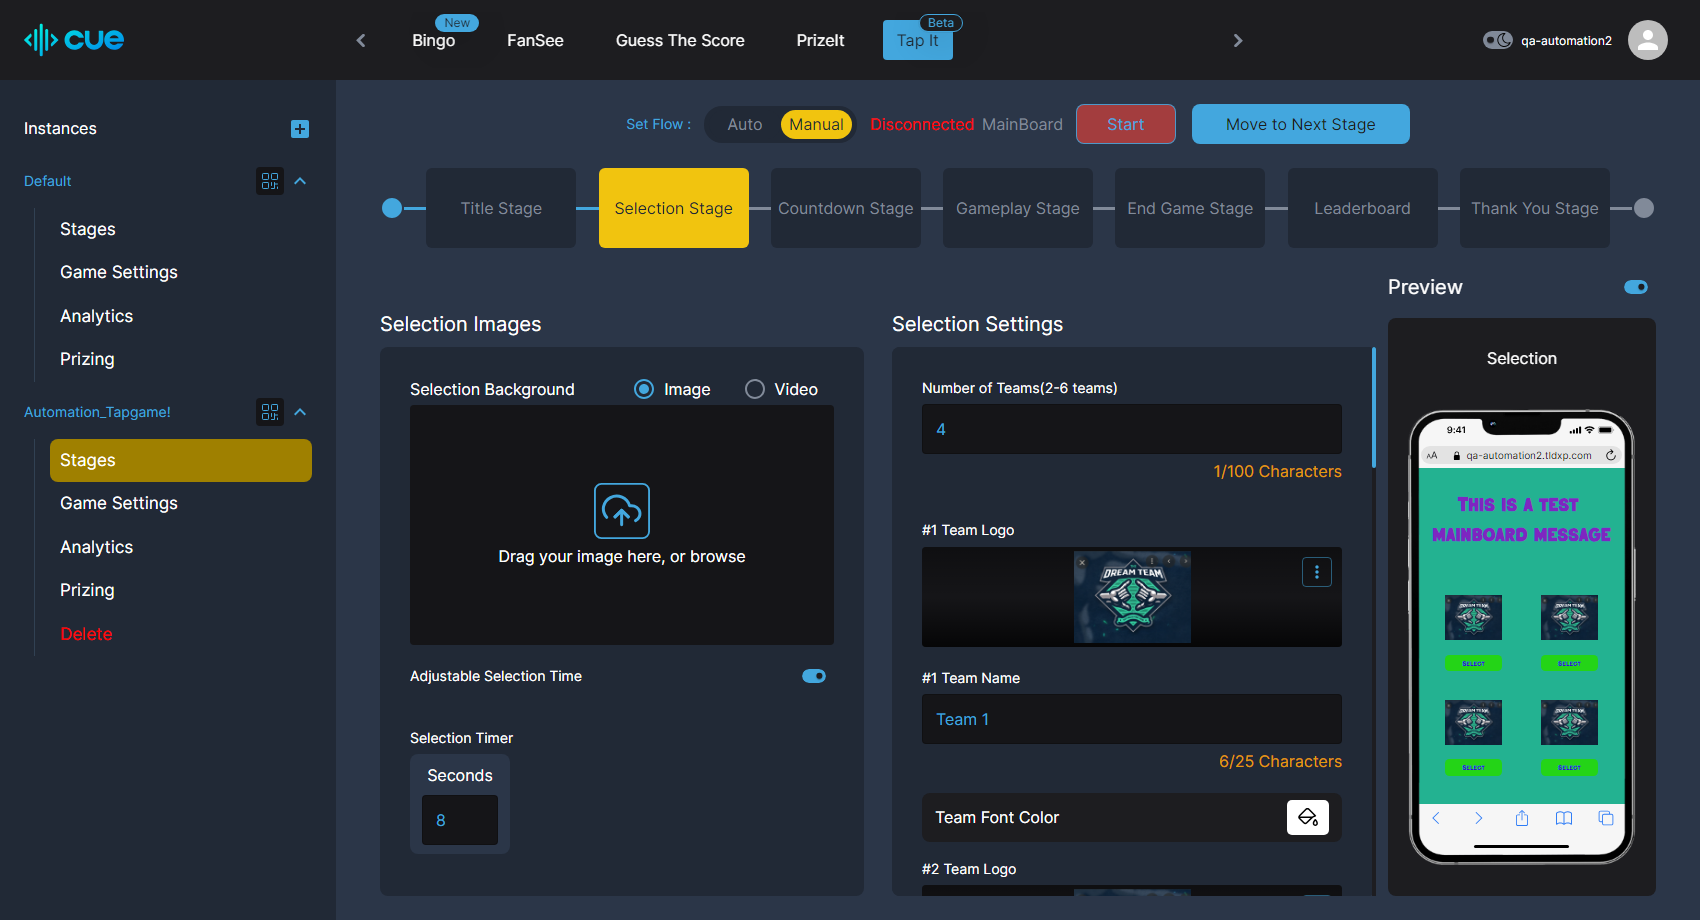 cue
New
Bingo
FanSee
Guess The Score
PrizeIt
Beta
Tap It
qa-automation2
Instances
Default
Stages
Game Settings
Analytics
Prizing
Automation_Tapgame!
Stages
Game Settings
Analytics
Prizing
Delete
Set Flow :
Auto
Manual
Disconnected MainBoard
Start
Move to Next Stage
Title Stage
Selection Stage
Countdown Stage
Gameplay Stage
End Game Stage
Leaderboard
Thank You Stage
Selection Images
Selection Background
Image
Video
Drag your image here, or browse
Adjustable Selection Time
Selection Timer
Seconds
8
Selection Settings
Number of Teams(2-6 teams)
4
1/100 Characters
#1 Team Logo
DREAM TEAM
#1 Team Name
Team 1
6/25 Characters
Team Font Color
#2 Team Logo
Preview
Selection
9:41
AA
qa-automation2.tldxp.com
This is a test
mainboard message
DREAM TEAM
DREAM TEAM
Select
Select
DREAM TEAM
DREAM TEAM
Select
Select